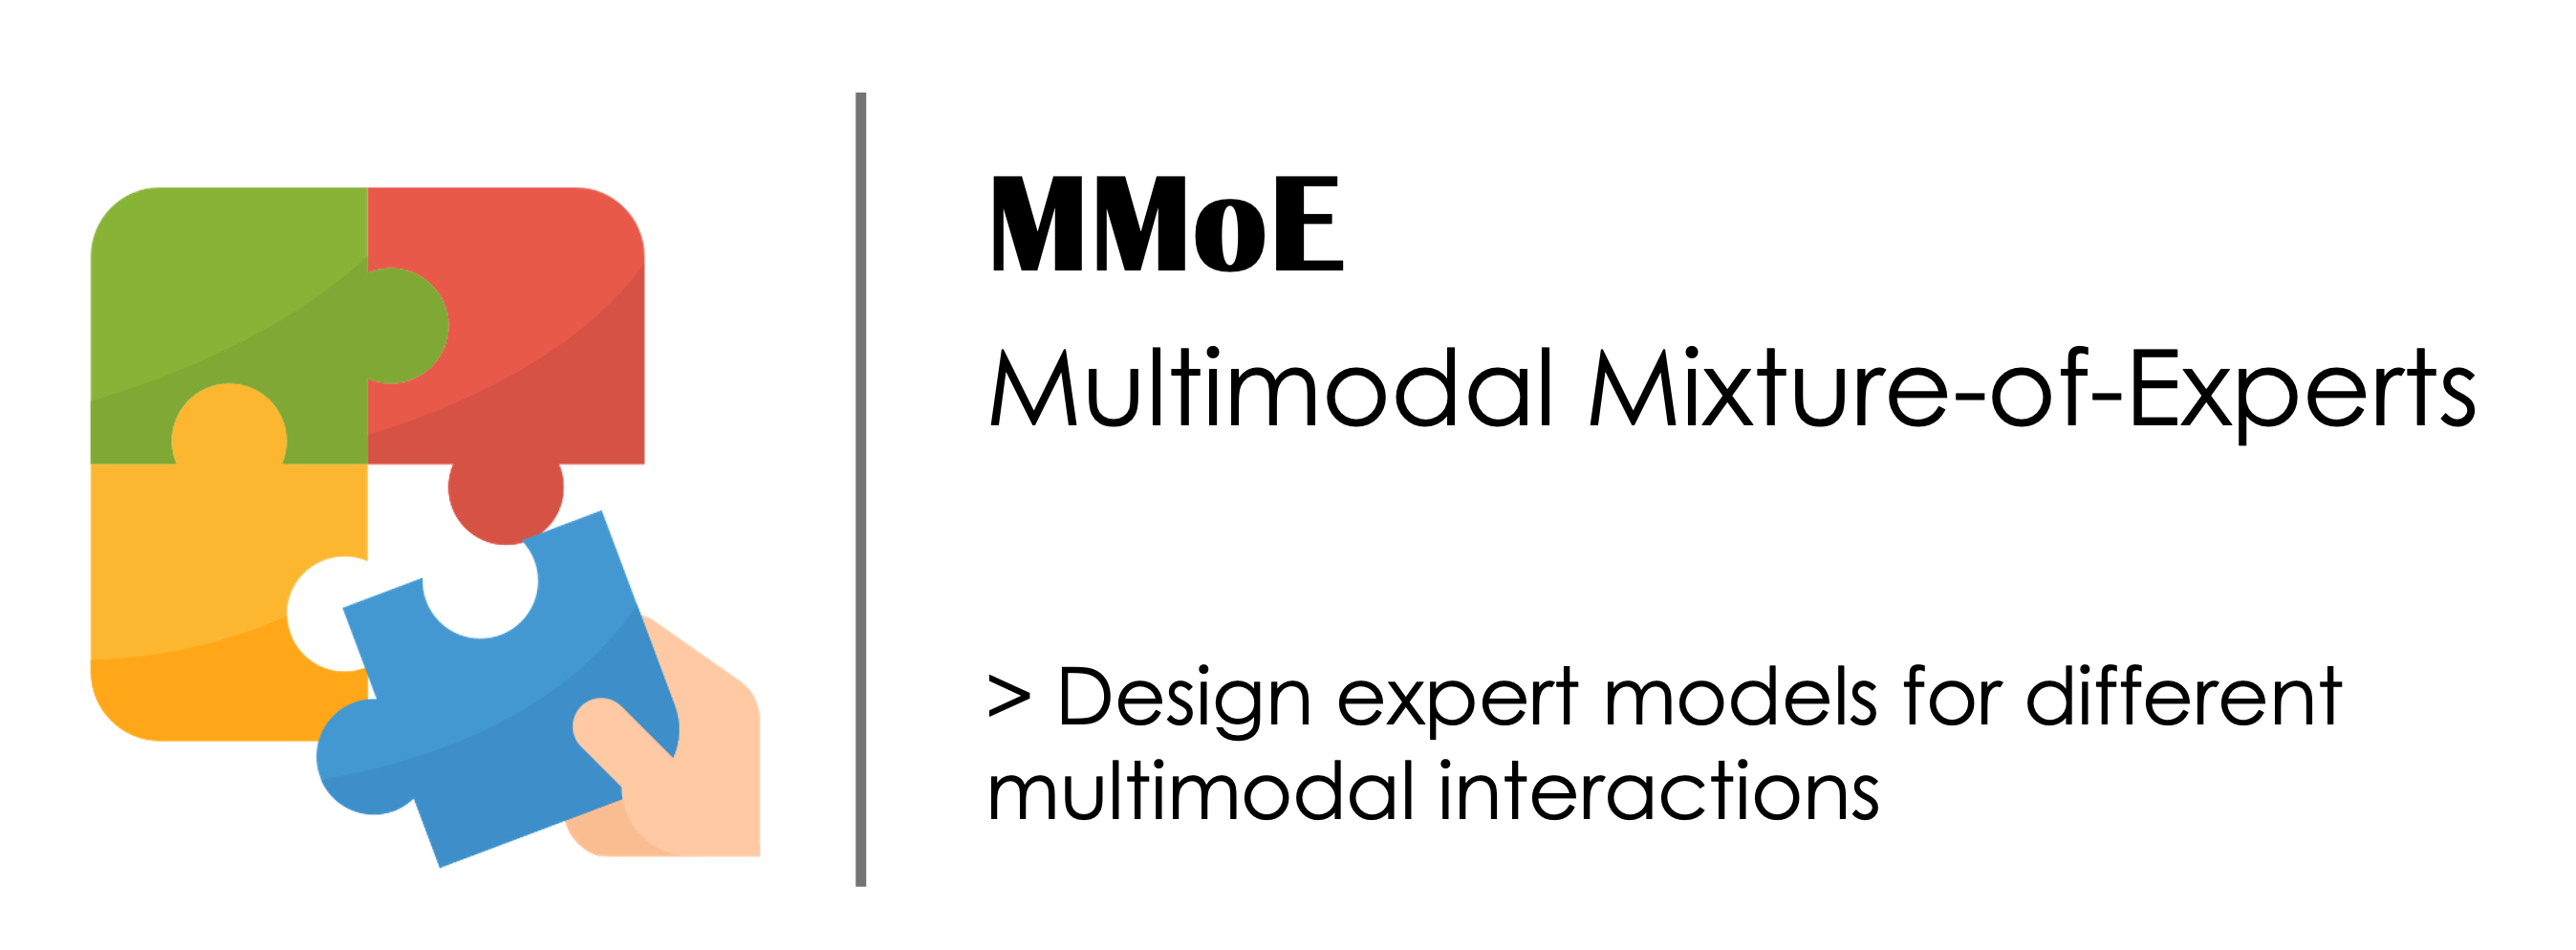 MMoE
Multimodal Mixture-of-Experts
> Design expert models for different
multimodal interactions